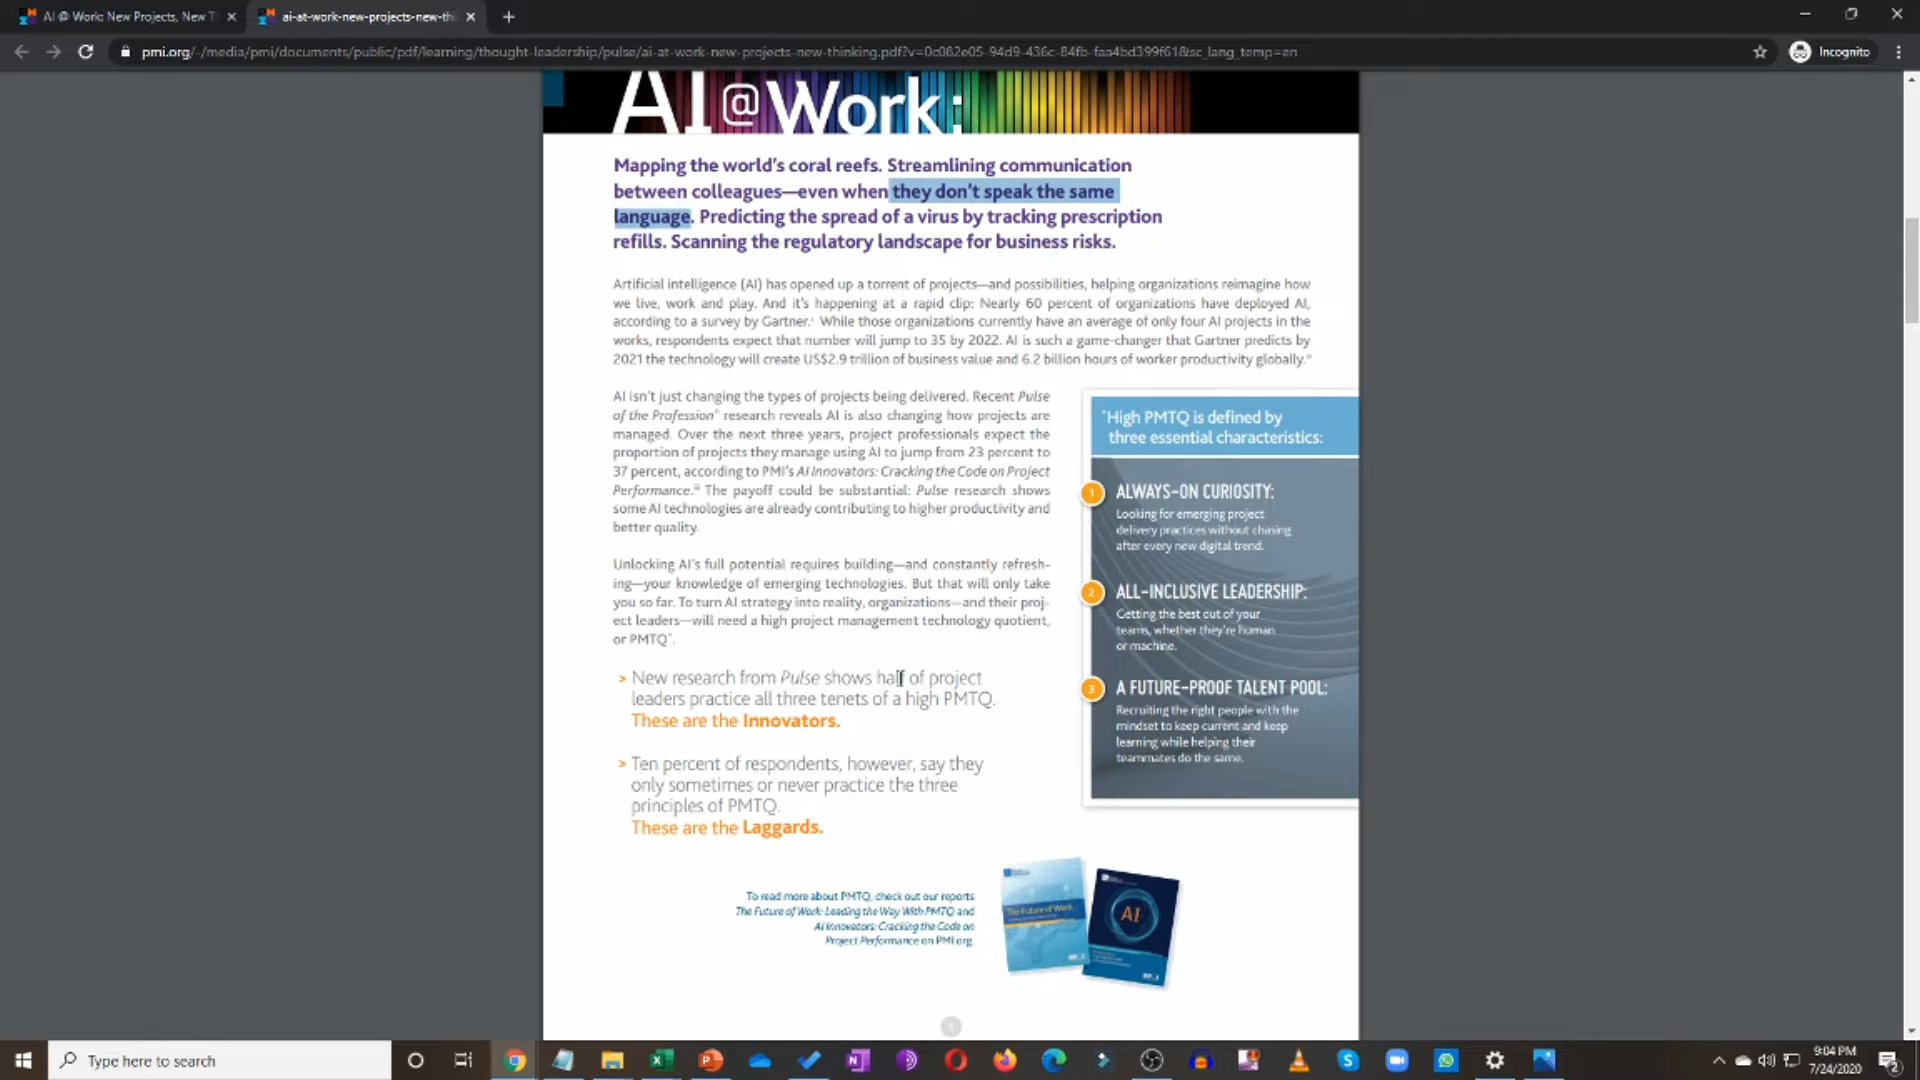 AI @ Work: New Projects, New T
ai-at-work-new-projects-new-thi
pmi.org/-/media/pmi/documents/public/pdf/learning/thought-leadership/pulse/ai-at-work-new-projects-new-thinking.pdf?v=0c082e05-94d9-436c-84fb-faa4bd399f61&sc_lang_temp=en
Incognito
AI@Work:
Mapping the world's coral reefs. Streamlining communication
between colleagues—even when they don't speak the same
language. Predicting the spread of a virus by tracking prescription
refills. Scanning the regulatory landscape for business risks.
Artificial intelligence (AI) has opened up a torrent of projects—and possibilities, helping organizations reimagine how
we live, work and play. And it's happening at a rapid clip: Nearly 60 percent of organizations have deployed AI,
according to a survey by Gartner.ⁱ While those organizations currently have an average of only four AI projects in the
works, respondents expect that number will jump to 35 by 2022. AI is such a game-changer that Gartner predicts by
2021 the technology will create US$2.9 trillion of business value and 6.2 billion hours of worker productivity globally.ⁱⁱ
AI isn't just changing the types of projects being delivered. Recent Pulse
of the Profession® research reveals AI is also changing how projects are
managed. Over the next three years, project professionals expect the
proportion of projects they manage using AI to jump from 23 percent to
37 percent, according to PMI's AI Innovators: Cracking the Code on Project
Performance.ⁱⁱⁱ The payoff could be substantial: Pulse research shows
some AI technologies are already contributing to higher productivity and
better quality.
Unlocking AI's full potential requires building—and constantly refresh-
ing—your knowledge of emerging technologies. But that will only take
you so far. To turn AI strategy into reality, organizations—and their proj-
ect leaders—will need a high project management technology quotient,
or PMTQ*.
> New research from Pulse shows half of project
leaders practice all three tenets of a high PMTQ.
These are the Innovators.
> Ten percent of respondents, however, say they
only sometimes or never practice the three
principles of PMTQ.
These are the Laggards.
*High PMTQ is defined by
three essential characteristics:
1 ALWAYS-ON CURIOSITY:
Looking for emerging project
delivery practices without chasing
after every new digital trend.
2 ALL-INCLUSIVE LEADERSHIP:
Getting the best out of your
teams, whether they're human
or machine.
3 A FUTURE-PROOF TALENT POOL:
Recruiting the right people with the
mindset to keep current and keep
learning while helping their
teammates do the same.
To read more about PMTQ, check out our reports
The Future of Work: Leading the Way With PMTQ and
AI Innovators: Cracking the Code on
Project Performance on PMI.org.
The Future of Work
AI
Type here to search
9:04 PM
7/24/2020
2